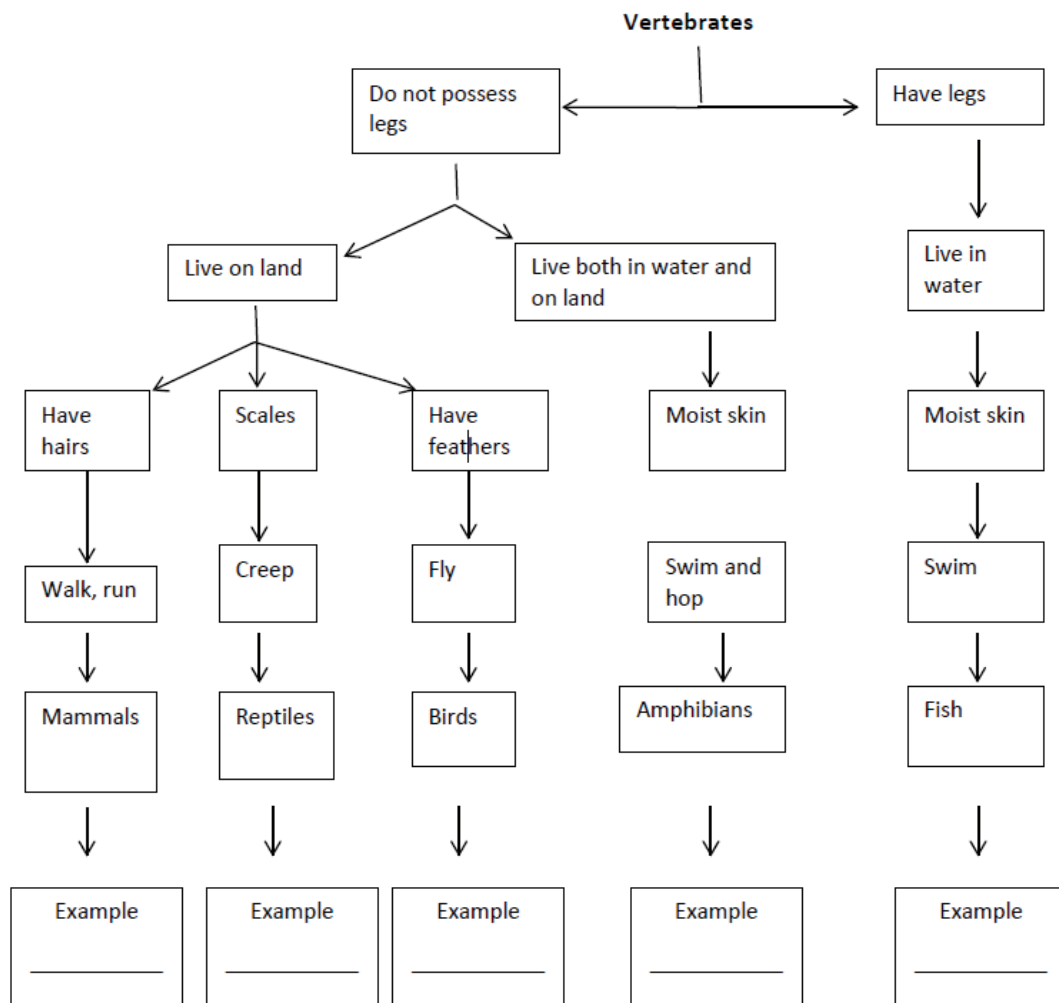 Vertebrates
Do not possess
legs
Have legs
Live on land
Live both in water and
on land
Live in
water
Have
hairs
Scales
Have
feathers
Moist skin
Moist skin
Walk, run
Creep
Fly
Swim and
hop
Swim
Mammals
Reptiles
Birds
Amphibians
Fish
Example
Example
Example
Example
Example